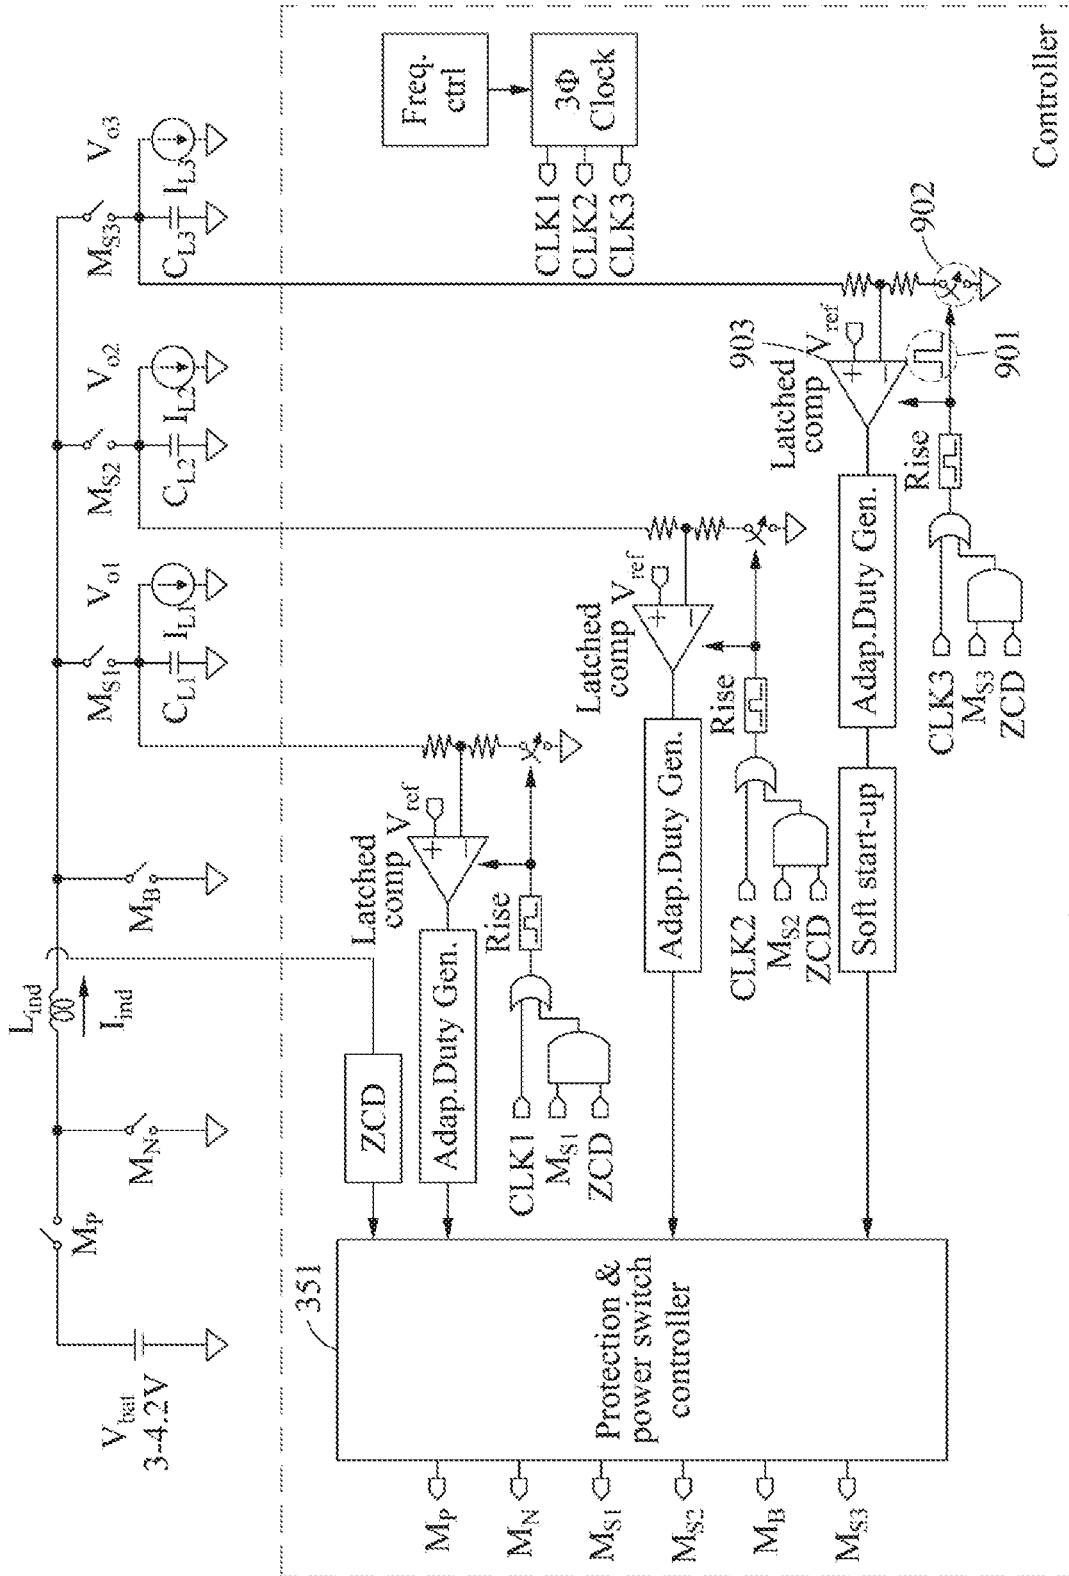 V_bat
3-4.2V
M_P
M_N
L_ind
I_ind
M_B
M_S1
V_o1
C_L1
I_L1
M_S2
V_o2
C_L2
I_L2
M_S3
V_o3
C_L3
I_L3
Controller
Freq.
ctrl
3Φ
Clock
CLK1
CLK2
CLK3
351
Protection &
power switch
controller
M_P
M_N
M_S1
M_S2
M_B
M_S3
ZCD
Adap.Duty Gen.
Latched
comp
V_ref
+
−
Rise
CLK1
M_S1
ZCD
Adap.Duty Gen.
Latched
comp
V_ref
+
−
Rise
CLK2
M_S2
ZCD
Soft start-up
Adap.Duty Gen.
Latched
comp
903
V_ref
+
−
901
902
Rise
CLK3
M_S3
ZCD